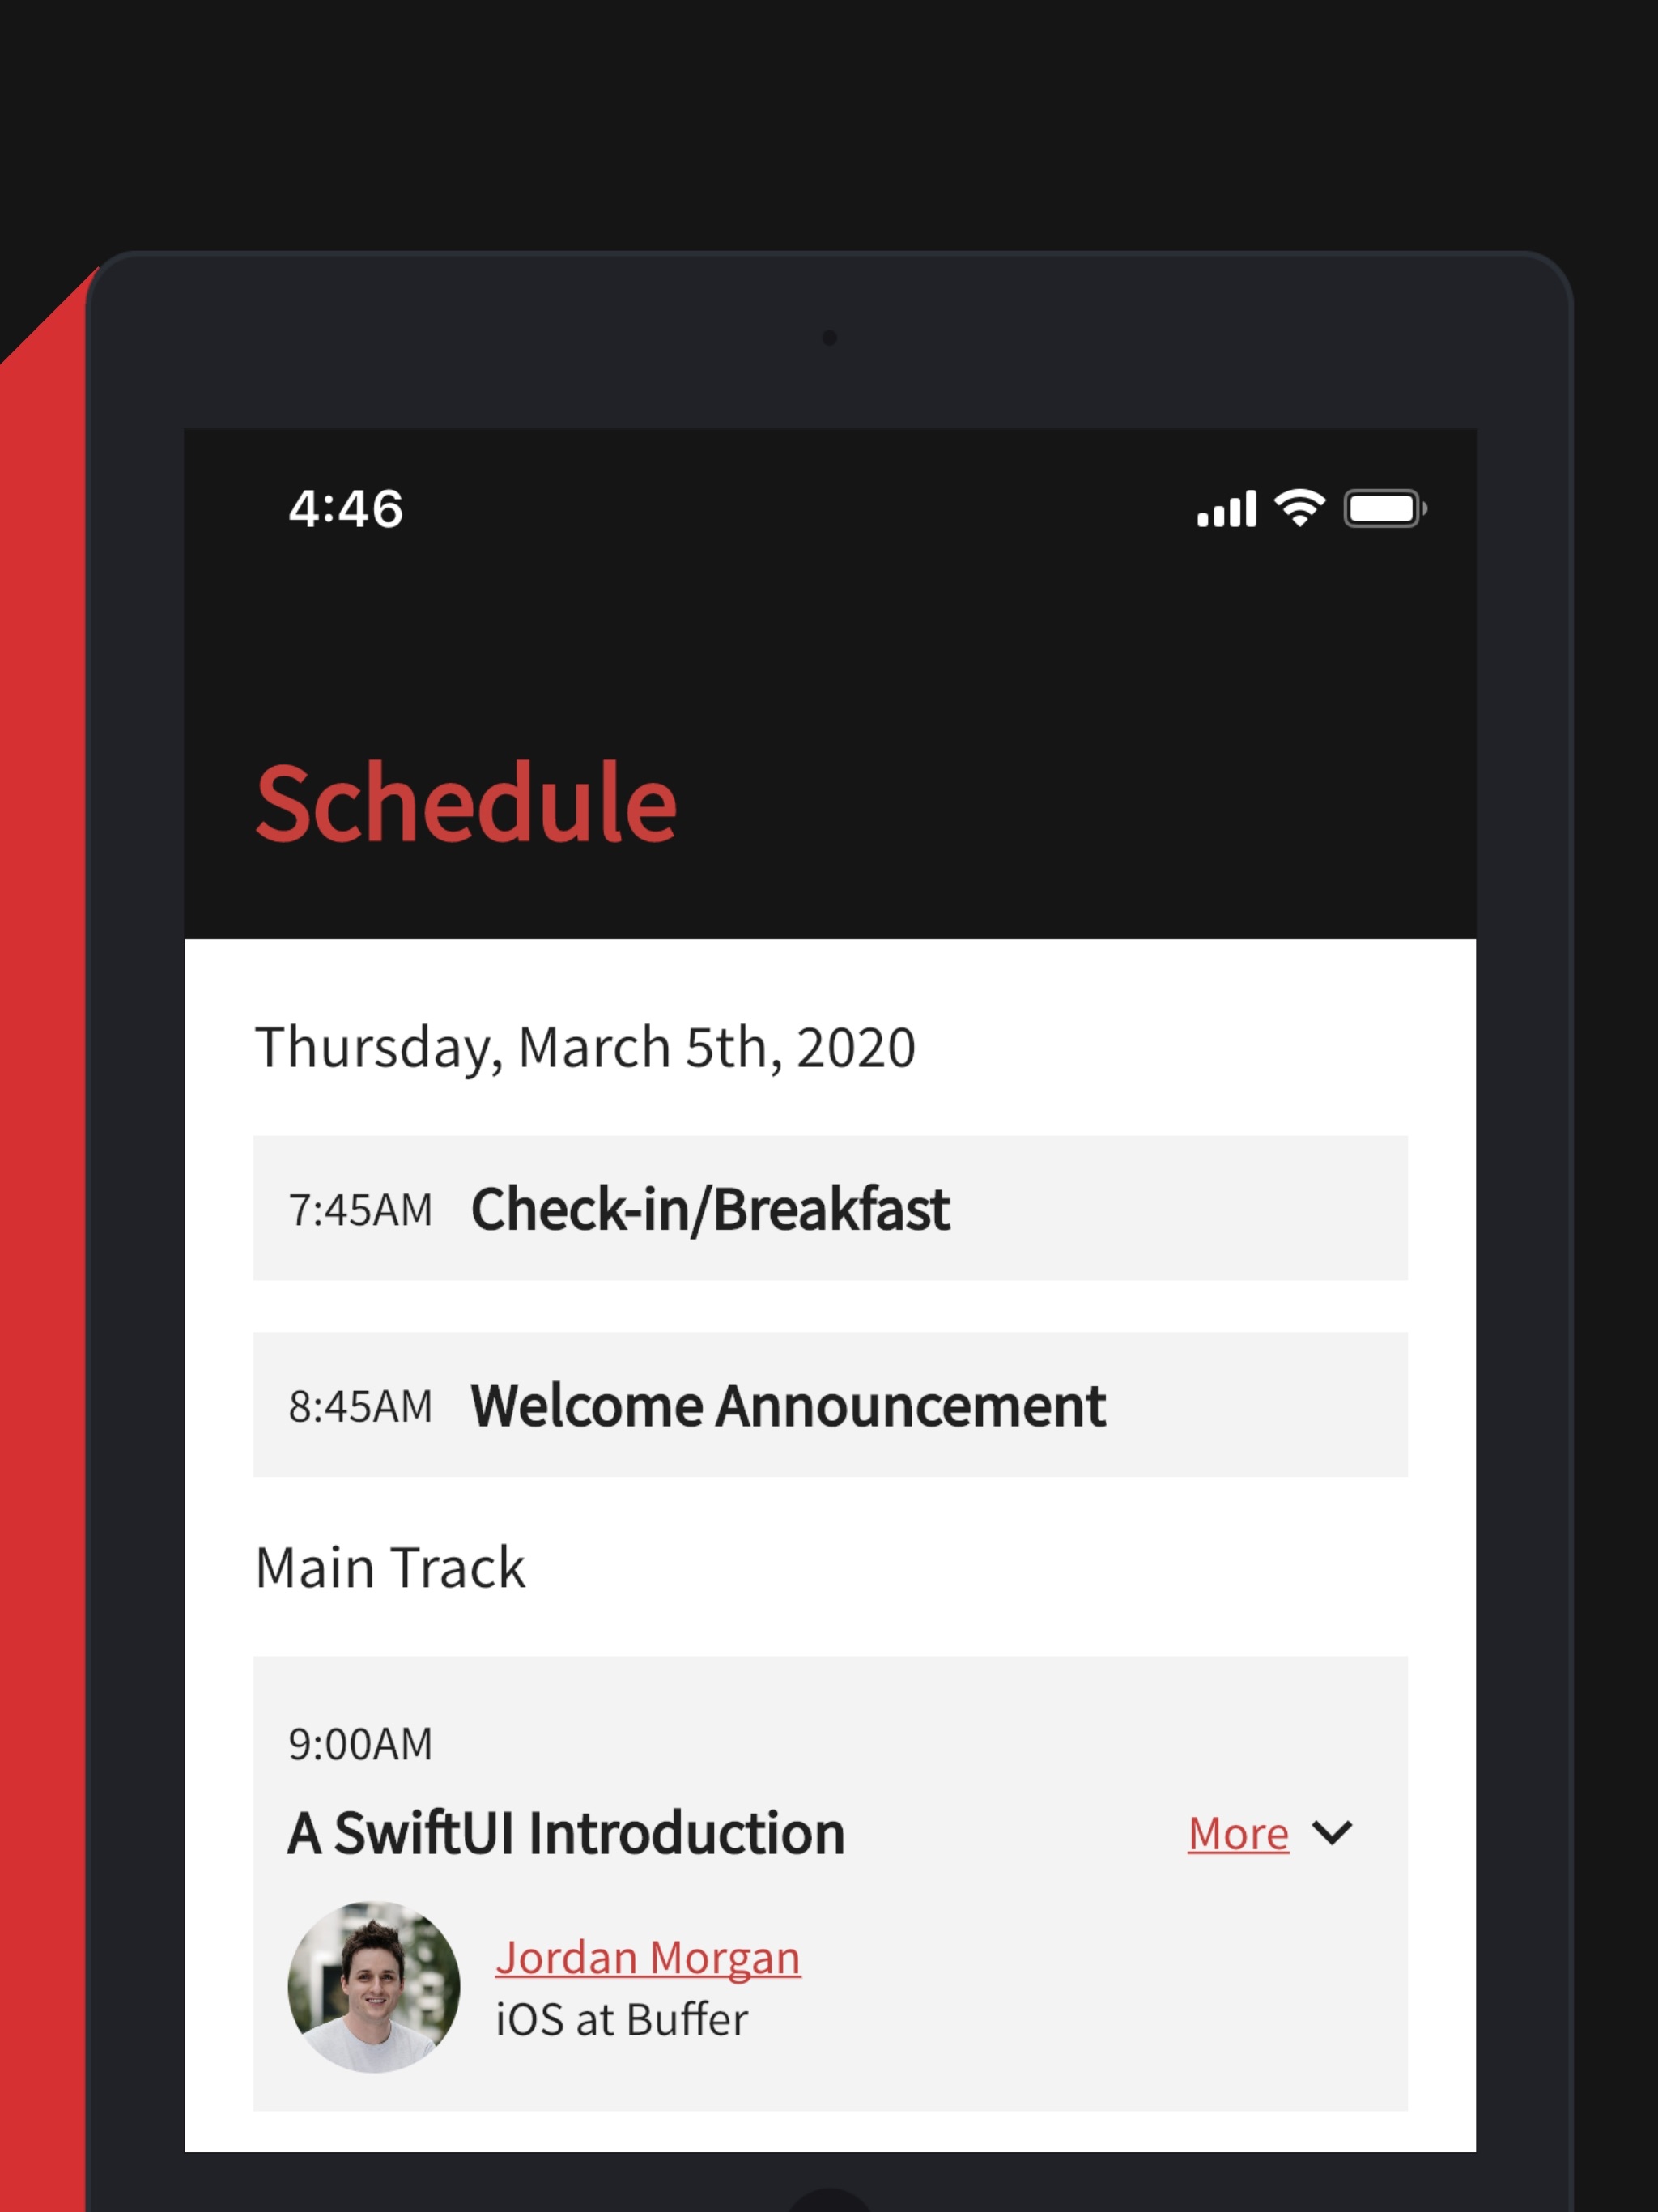 4:46
Schedule
Thursday, March 5th, 2020
7:45AM Check-in/Breakfast
8:45AM Welcome Announcement
Main Track
9:00AM
A SwiftUI Introduction More
Jordan Morgan
iOS at Buffer